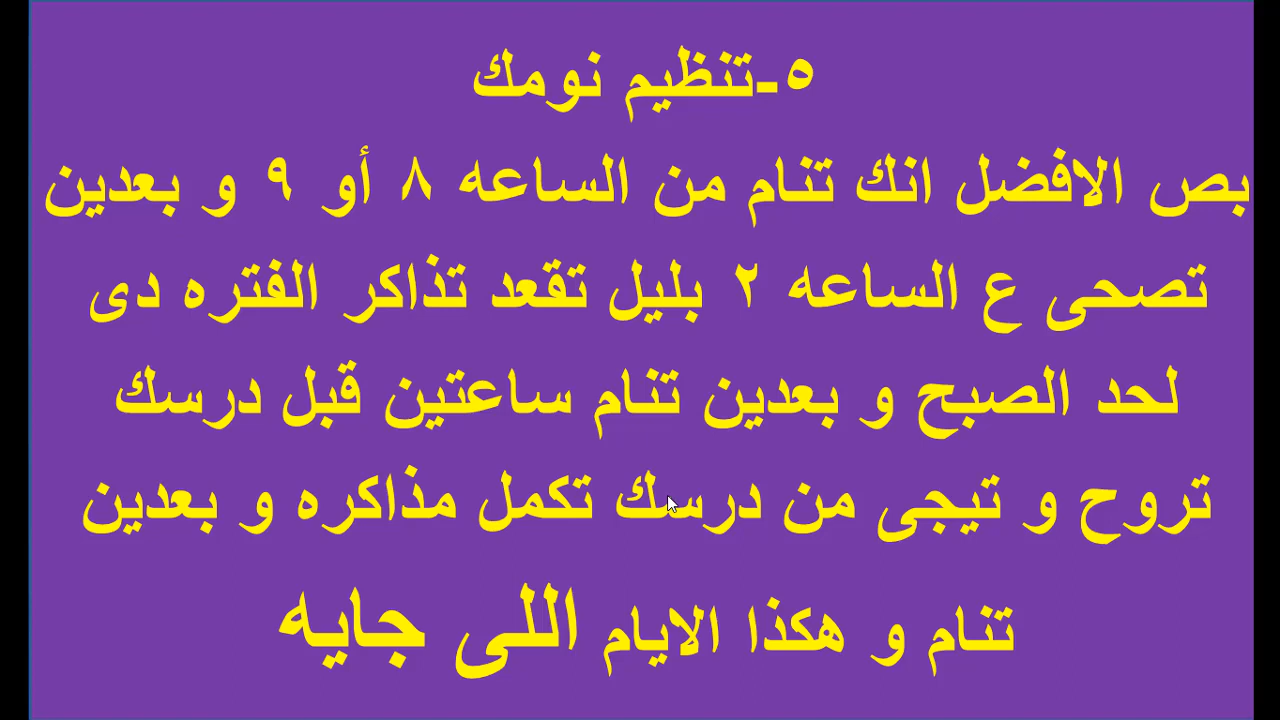 ٥-تنظيم نومك
بص الافضل انك تنام من الساعه ٨ أو ٩ و بعدين
تصحى ع الساعه ٢ بليل تقعد تذاكر الفتره دى
لحد الصبح و بعدين تنام ساعتين قبل درسك
تروح و تيجى من درسك تكمل مذاكره و بعدين
تنام و هكذا الايام اللى جايه